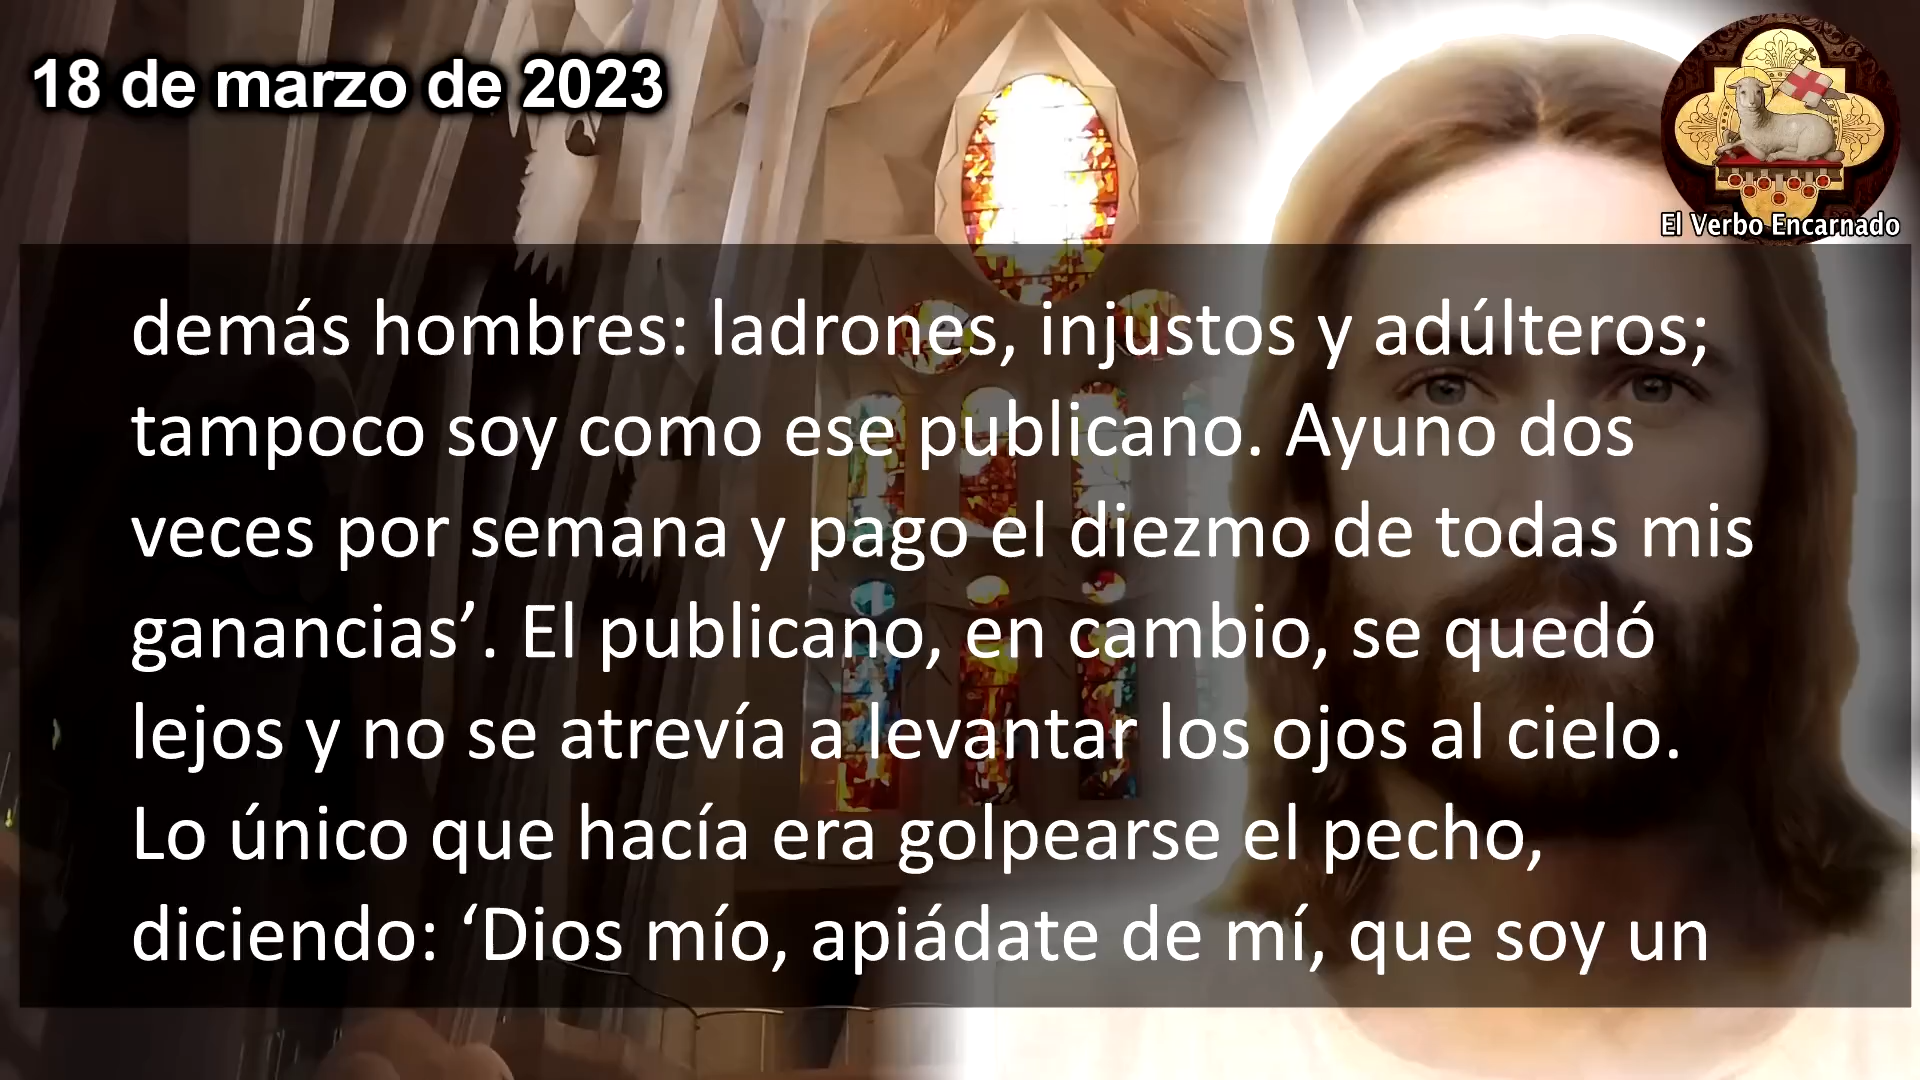 18 de marzo de 2023
El Verbo Encarnado
demás hombres: ladrones, injustos y adúlteros;
tampoco soy como ese publicano. Ayuno dos
veces por semana y pago el diezmo de todas mis
ganancias’. El publicano, en cambio, se quedó
lejos y no se atrevía a levantar los ojos al cielo.
Lo único que hacía era golpearse el pecho,
diciendo: ‘Dios mío, apiádate de mí, que soy un